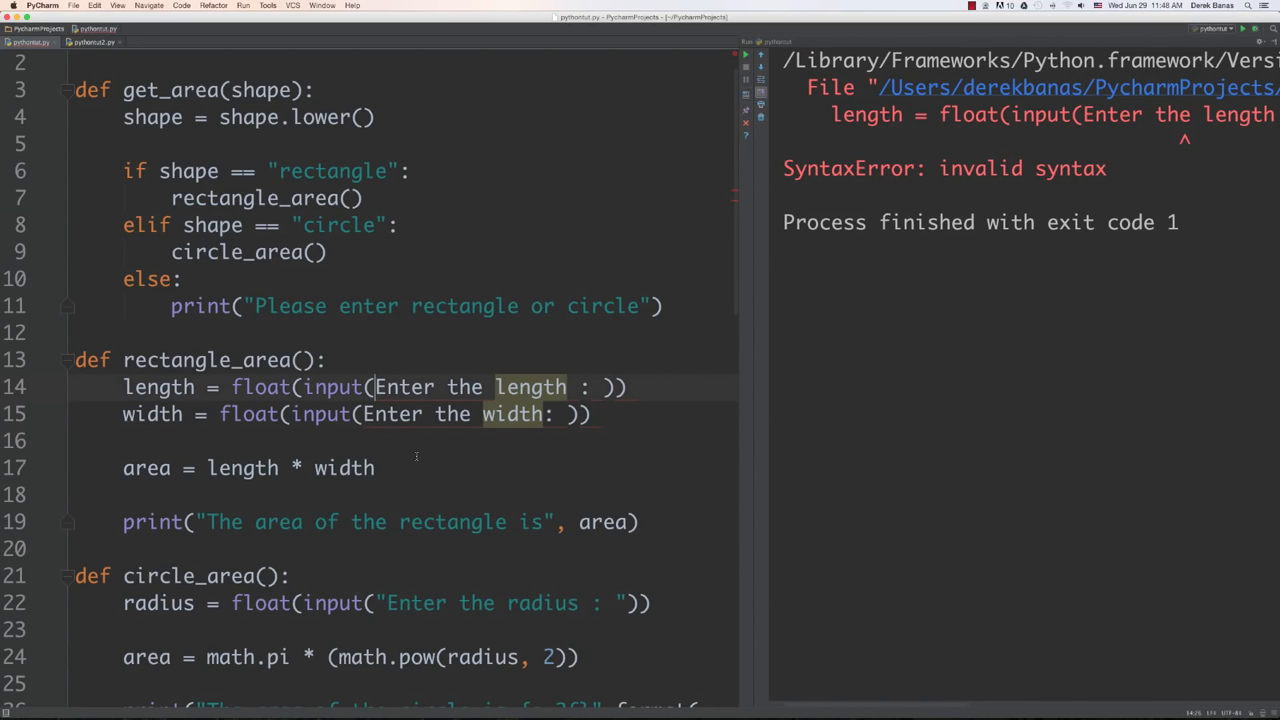 PyCharm File Edit View Navigate Code Refactor Run Tools VCS Window Help
10 Wed Jun 29 11:48 AM Derek Banas
pythontut.py - PyCharmProjects - [~/PycharmProjects]
PycharmProjects pythontut.py pythontut
pythontut.py pythontut2.py Run pythontut
2
3 def get_area(shape):
4 shape = shape.lower()
5
6 if shape == "rectangle":
7 rectangle_area()
8 elif shape == "circle":
9 circle_area()
10 else:
11 print("Please enter rectangle or circle")
12
13 def rectangle_area():
14 length = float(input(Enter the length : ))
15 width = float(input(Enter the width: ))
16
17 area = length * width
18
19 print("The area of the rectangle is", area)
20
21 def circle_area():
22 radius = float(input("Enter the radius : "))
23
24 area = math.pi * (math.pow(radius, 2))
25
/Library/Frameworks/Python.framework/Versi
File "/Users/derekbanas/PycharmProjects/
length = float(input(Enter the length
^
SyntaxError: invalid syntax
Process finished with exit code 1